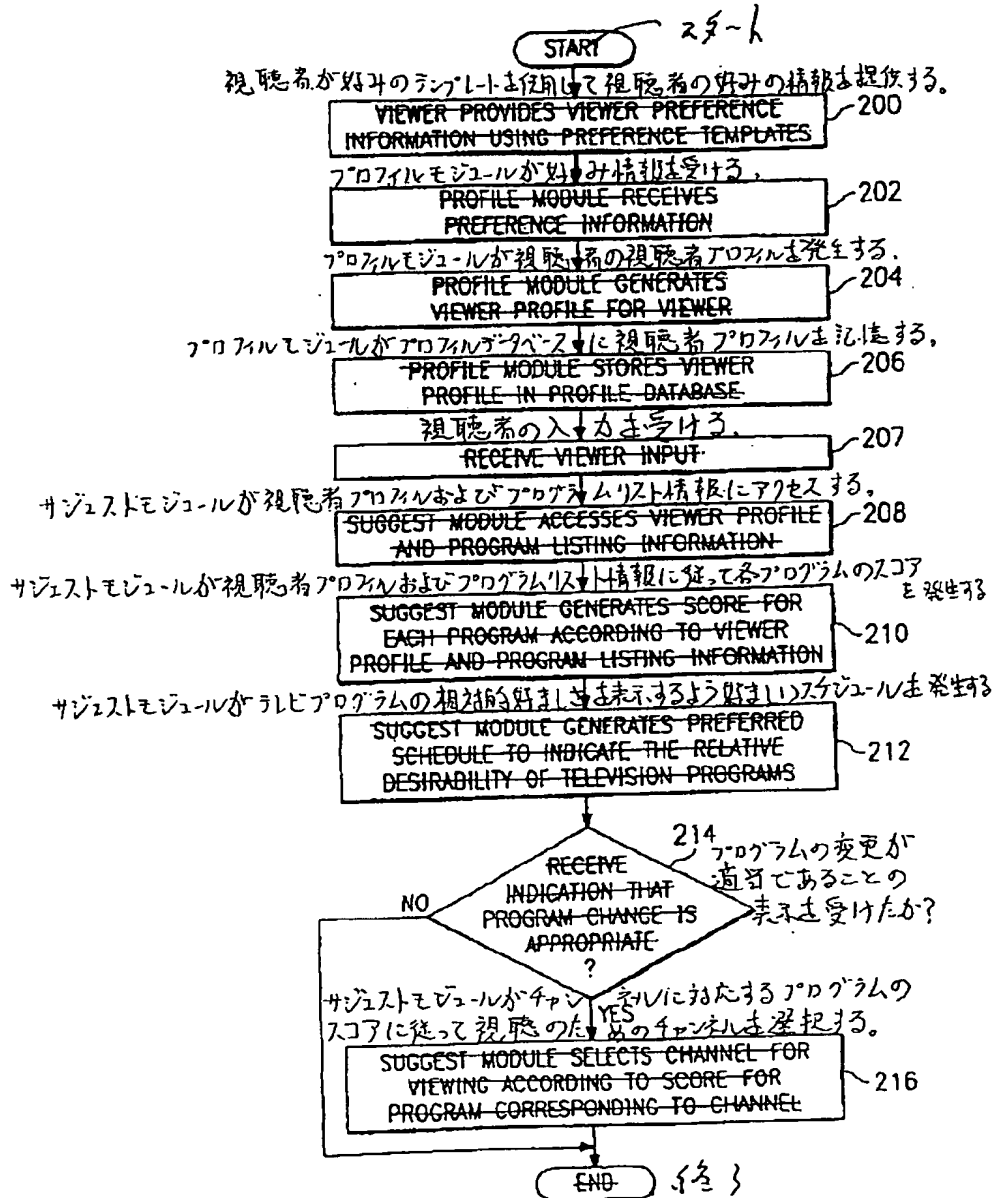 START
スタート
視聴者が好みのテンプレートを使用して視聴者の好みの情報を提供する。
VIEWER PROVIDES VIEWER PREFERENCE
INFORMATION USING PREFERENCE TEMPLATES
200
プロフィルモジュールが好み情報を受ける.
PROFILE MODULE RECEIVES
PREFERENCE INFORMATION
202
プロフィルモジュールが視聴者の視聴者プロフィルを発生する.
PROFILE MODULE GENERATES
VIEWER PROFILE FOR VIEWER
204
プロフィルモジュールがプロフィルデータベースに視聴者プロフィルを記憶する。
PROFILE MODULE STORES VIEWER
PROFILE IN PROFILE DATABASE
206
視聴者の入力を受ける.
RECEIVE VIEWER INPUT
207
サジェストモジュールが視聴者プロフィルおよびプログラムリスト情報にアクセスする。
SUGGEST MODULE ACCESSES VIEWER PROFILE
AND PROGRAM LISTING INFORMATION
208
サジェストモジュールが視聴者プロフィルおよびプログラムリスト情報に従って各プログラムのスコア
を発生する
SUGGEST MODULE GENERATES SCORE FOR
EACH PROGRAM ACCORDING TO VIEWER
PROFILE AND PROGRAM LISTING INFORMATION
210
サジェストモジュールがテレビプログラムの相対的好ましさを表示するよう好ましいスケジュールを発生する
SUGGEST MODULE GENERATES PREFERRED
SCHEDULE TO INDICATE THE RELATIVE
DESIRABILITY OF TELEVISION PROGRAMS
212
214
プログラムの変更が
適当であることの
表示を受けたか?
RECEIVE
INDICATION THAT
PROGRAM CHANGE IS
APPROPRIATE
?
NO
YES
サジェストモジュールがチャンネルに対応するプログラムの
スコアに従って視聴のためのチャンネルを選択する。
SUGGEST MODULE SELECTS CHANNEL FOR
VIEWING ACCORDING TO SCORE FOR
PROGRAM CORRESPONDING TO CHANNEL
216
END
終了